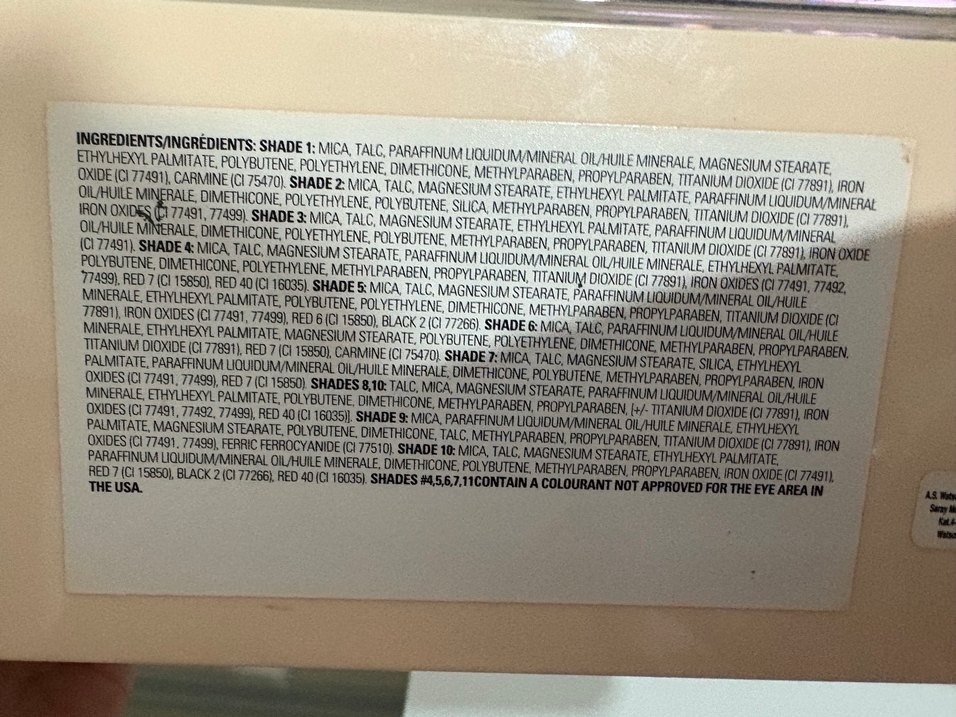 INGREDIENTS/INGRÉDIENTS: SHADE 1: MICA, TALC, PARAFFINUM LIQUIDUM/MINERAL OIL/HUILE MINERALE, MAGNESIUM STEARATE,
ETHYLHEXYL PALMITATE, POLYBUTENE, POLYETHYLENE, DIMETHICONE, METHYLPARABEN, PROPYLPARABEN, TITANIUM DIOXIDE (CI 77891), IRON
OXIDE (CI 77491), CARMINE (CI 75470). SHADE 2: MICA, TALC, MAGNESIUM STEARATE, ETHYLHEXYL PALMITATE, PARAFFINUM LIQUIDUM/MINERAL
OIL/HUILE MINERALE, DIMETHICONE, POLYETHYLENE, POLYBUTENE, SILICA, METHYLPARABEN, PROPYLPARABEN, TITANIUM DIOXIDE (CI 77891),
IRON OXIDES (CI 77491, 77499). SHADE 3: MICA, TALC, MAGNESIUM STEARATE, ETHYLHEXYL PALMITATE, PARAFFINUM LIQUIDUM/MINERAL
OIL/HUILE MINERALE, DIMETHICONE, POLYETHYLENE, POLYBUTENE, METHYLPARABEN, PROPYLPARABEN, TITANIUM DIOXIDE (CI 77891), IRON OXIDE
(CI 77491). SHADE 4: MICA, TALC, MAGNESIUM STEARATE, PARAFFINUM LIQUIDUM/MINERAL OIL/HUILE MINERALE, ETHYLHEXYL PALMITATE,
POLYBUTENE, DIMETHICONE, POLYETHYLENE, METHYLPARABEN, PROPYLPARABEN, TITANIUM DIOXIDE (CI 77891), IRON OXIDES (CI 77491, 77492,
77499), RED 7 (CI 15850), RED 40 (CI 16035). SHADE 5: MICA, TALC, MAGNESIUM STEARATE, PARAFFINUM LIQUIDUM/MINERAL OIL/HUILE
MINERALE, ETHYLHEXYL PALMITATE, POLYBUTENE, POLYETHYLENE, DIMETHICONE, METHYLPARABEN, PROPYLPARABEN, TITANIUM DIOXIDE (CI
77891), IRON OXIDES (CI 77491, 77499), RED 6 (CI 15850), BLACK 2 (CI 77266). SHADE 6: MICA, TALC, PARAFFINUM LIQUIDUM/MINERAL OIL/HUILE
MINERALE, ETHYLHEXYL PALMITATE, MAGNESIUM STEARATE, POLYBUTENE, POLYETHYLENE, DIMETHICONE, METHYLPARABEN, PROPYLPARABEN,
TITANIUM DIOXIDE (CI 77891), RED 7 (CI 15850), CARMINE (CI 75470). SHADE 7: MICA, TALC, MAGNESIUM STEARATE, SILICA, ETHYLHEXYL
PALMITATE, PARAFFINUM LIQUIDUM/MINERAL OIL/HUILE MINERALE, DIMETHICONE, POLYBUTENE, METHYLPARABEN, PROPYLPARABEN, IRON
OXIDES (CI 77491, 77499), RED 7 (CI 15850). SHADES 8,10: TALC, MICA, MAGNESIUM STEARATE, PARAFFINUM LIQUIDUM/MINERAL OIL/HUILE
MINERALE, ETHYLHEXYL PALMITATE, POLYBUTENE, DIMETHICONE, METHYLPARABEN, PROPYLPARABEN, [+/- TITANIUM DIOXIDE (CI 77891), IRON
OXIDES (CI 77491, 77492, 77499), RED 40 (CI 16035)]. SHADE 9: MICA, PARAFFINUM LIQUIDUM/MINERAL OIL/HUILE MINERALE, ETHYLHEXYL
PALMITATE, MAGNESIUM STEARATE, POLYBUTENE, DIMETHICONE, TALC, METHYLPARABEN, PROPYLPARABEN, TITANIUM DIOXIDE (CI 77891), IRON
OXIDES (CI 77491, 77499), FERRIC FERROCYANIDE (CI 77510). SHADE 10: MICA, TALC, MAGNESIUM STEARATE, ETHYLHEXYL PALMITATE,
PARAFFINUM LIQUIDUM/MINERAL OIL/HUILE MINERALE, DIMETHICONE, POLYBUTENE, METHYLPARABEN, PROPYLPARABEN, IRON OXIDE (CI 77491),
RED 7 (CI 15850), BLACK 2 (CI 77266), RED 40 (CI 16035). SHADES #4,5,6,7,11CONTAIN A COLOURANT NOT APPROVED FOR THE EYE AREA IN
THE USA.
A.S. Wats
Saray M
Kat.4
Watso